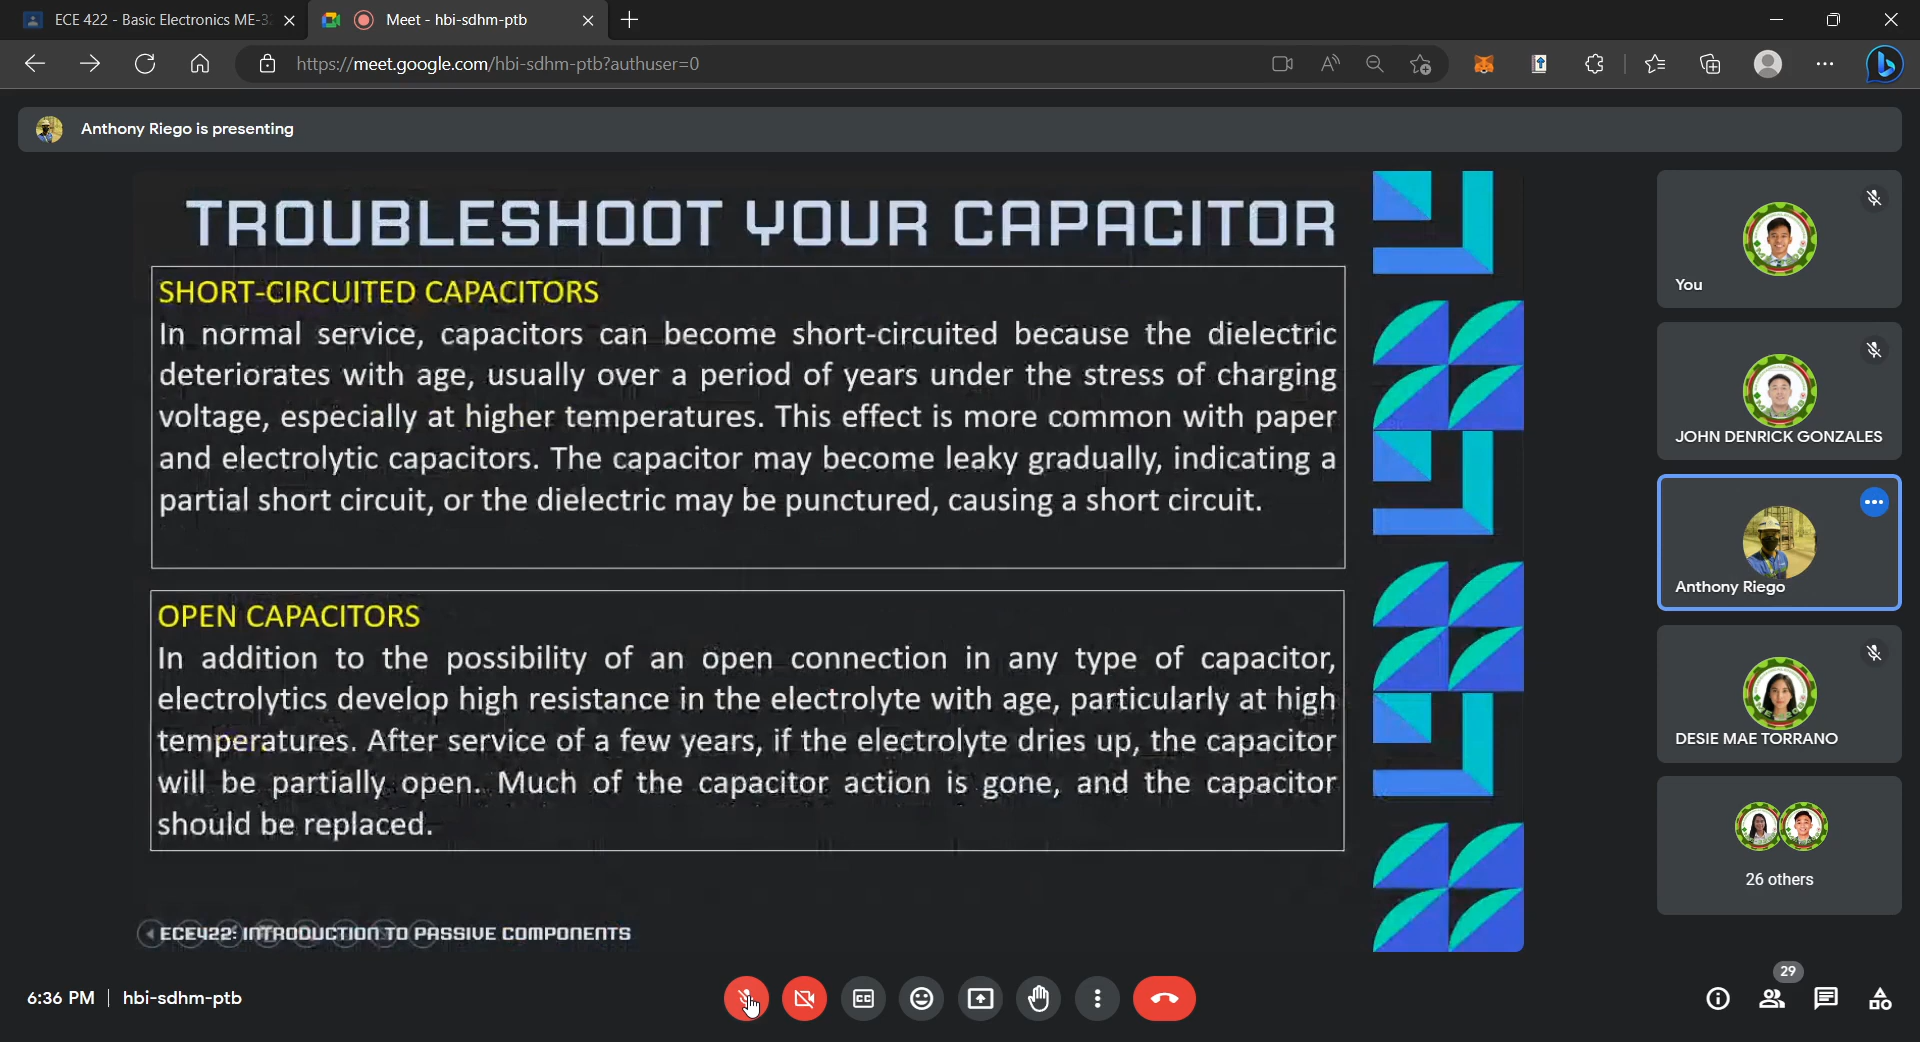 ECE 422 - Basic Electronics ME-3
Meet - hbi-sdhm-ptb
https://meet.google.com/hbi-sdhm-ptb?authuser=0
Anthony Riego is presenting
TROUBLESHOOT YOUR CAPACITOR
SHORT-CIRCUITED CAPACITORS
In normal service, capacitors can become short-circuited because the dielectric
deteriorates with age, usually over a period of years under the stress of charging
voltage, especially at higher temperatures. This effect is more common with paper
and electrolytic capacitors. The capacitor may become leaky gradually, indicating a
partial short circuit, or the dielectric may be punctured, causing a short circuit.
OPEN CAPACITORS
In addition to the possibility of an open connection in any type of capacitor,
electrolytics develop high resistance in the electrolyte with age, particularly at high
temperatures. After service of a few years, if the electrolyte dries up, the capacitor
will be partially open. Much of the capacitor action is gone, and the capacitor
should be replaced.
ECE422: INTRODUCTION TO PASSIVE COMPONENTS
You
JOHN DENRICK GONZALES
Anthony Riego
DESIE MAE TORRANO
26 others
6:36 PM | hbi-sdhm-ptb
CC
29